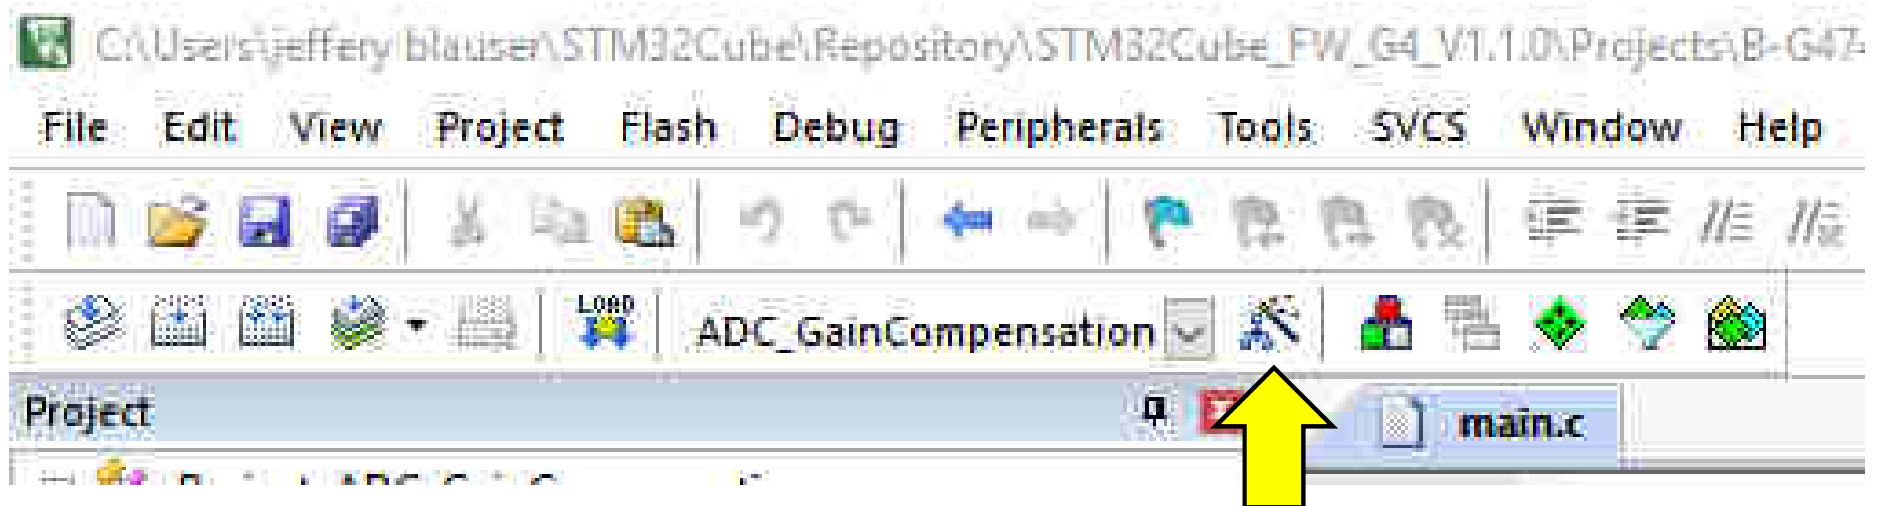 C:\Users\jeffery blauser\STM32Cube\Repository\STM32Cube_FW_G4_V1.1.0\Projects\B-G47
File Edit View Project Flash Debug Peripherals Tools SVCS Window Help
LOAD ADC_GainCompensation
Project main.c